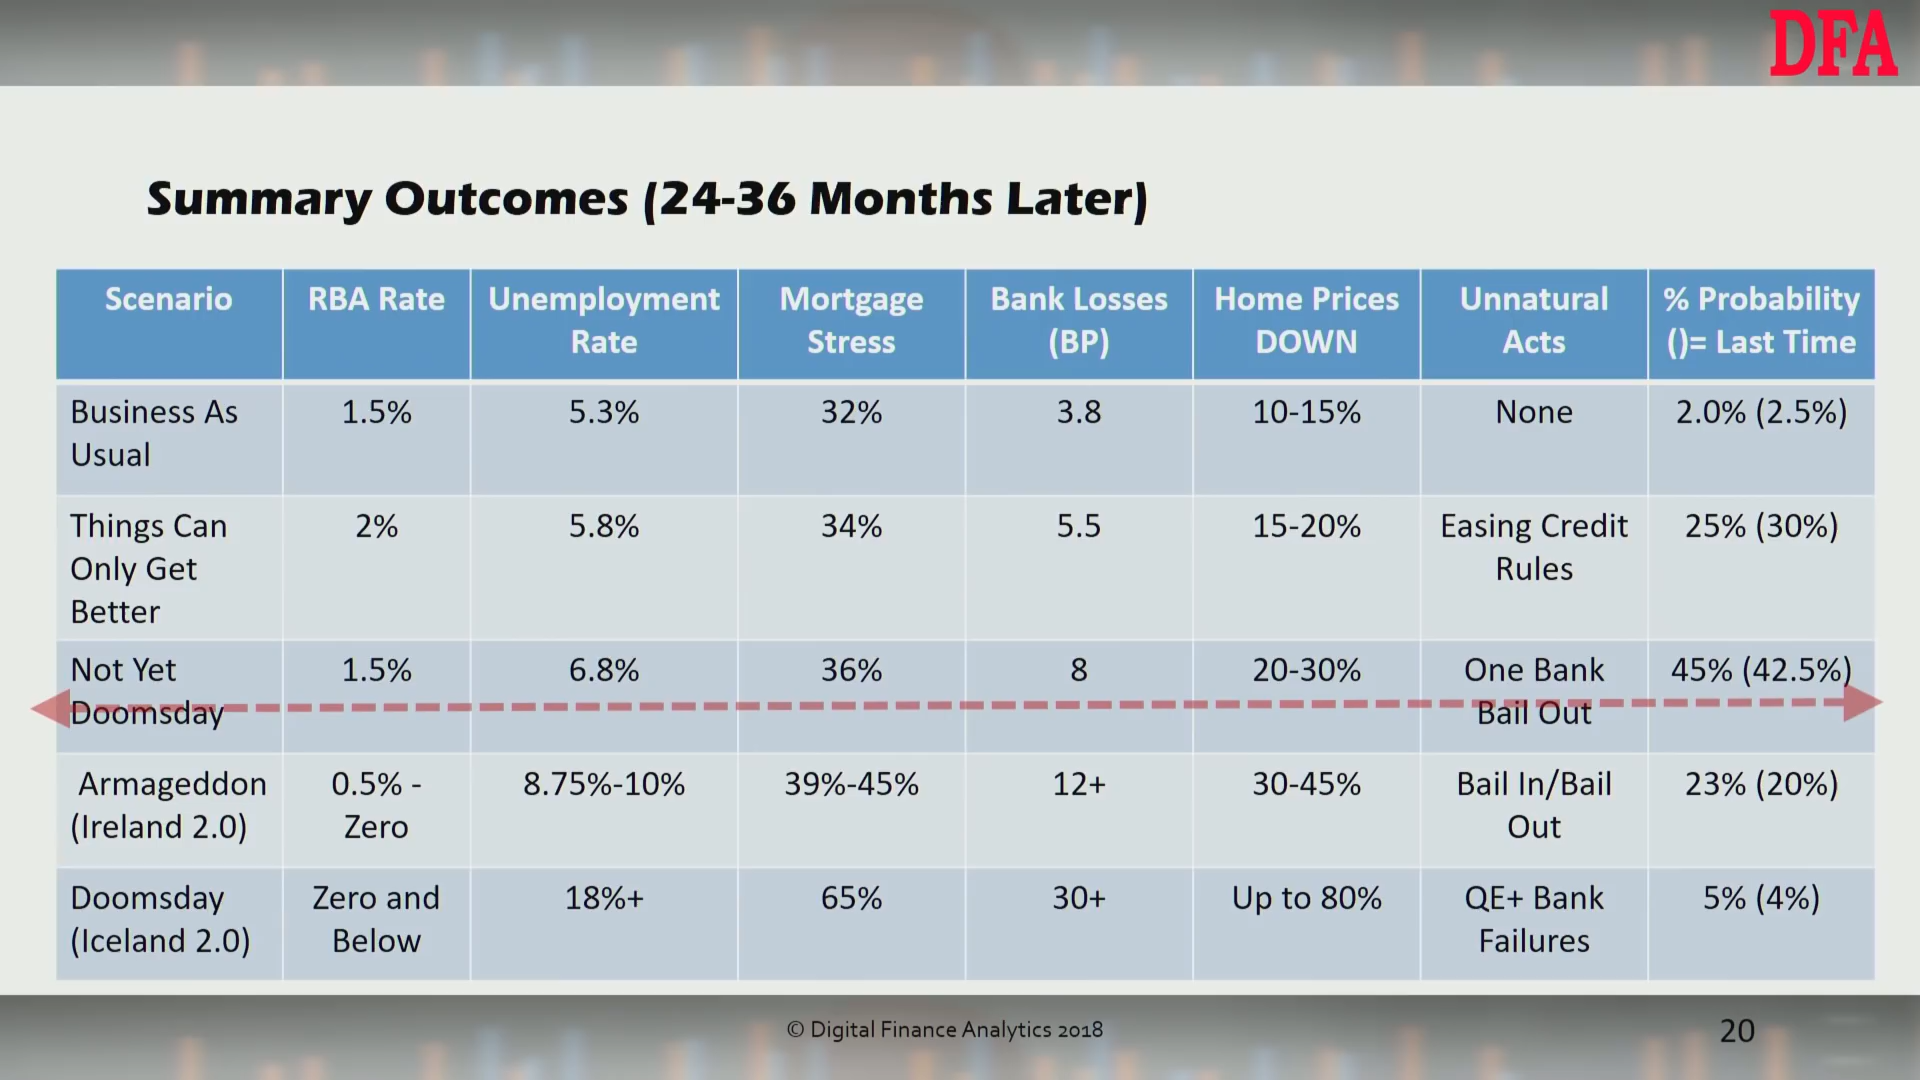 DFA
Summary Outcomes (24-36 Months Later)
Scenario
RBA Rate
Unemployment
Rate
Mortgage
Stress
Bank Losses
(BP)
Home Prices
DOWN
Unnatural
Acts
% Probability
()= Last Time
Business As
Usual
1.5%
5.3%
32%
3.8
10-15%
None
2.0% (2.5%)
Things Can
Only Get
Better
2%
5.8%
34%
5.5
15-20%
Easing Credit
Rules
25% (30%)
Not Yet
Doomsday
1.5%
6.8%
36%
8
20-30%
One Bank
Bail Out
45% (42.5%)
Armageddon
(Ireland 2.0)
0.5% -
Zero
8.75%-10%
39%-45%
12+
30-45%
Bail In/Bail
Out
23% (20%)
Doomsday
(Iceland 2.0)
Zero and
Below
18%+
65%
30+
Up to 80%
QE+ Bank
Failures
5% (4%)
© Digital Finance Analytics 2018
20